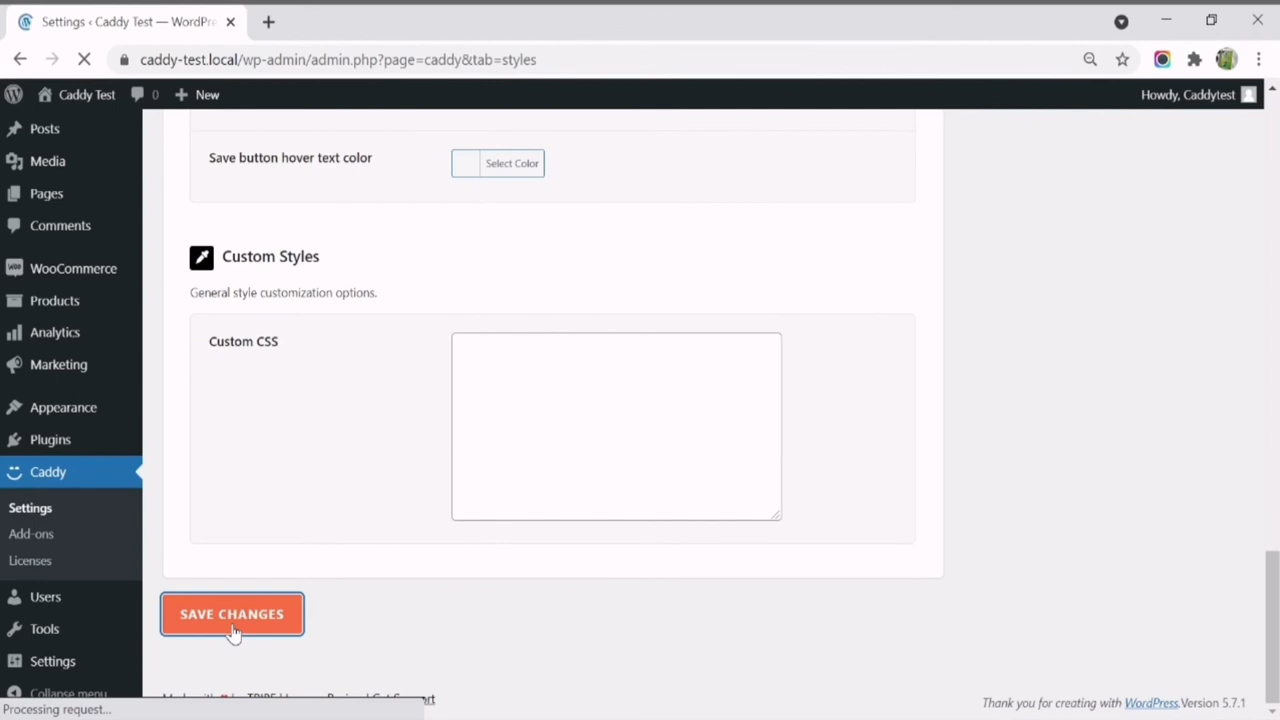 Settings ‹ Caddy Test — WordPre
caddy-test.local/wp-admin/admin.php?page=caddy&tab=styles
Caddy Test 0 New Howdy, Caddytest
Posts
Media
Pages
Comments
WooCommerce
Products
Analytics
Marketing
Appearance
Plugins
Caddy
Settings
Add-ons
Licenses
Users
Tools
Settings
Collapse menu
Save button hover text color Select Color
Custom Styles
General style customization options.
Custom CSS
SAVE CHANGES
Thank you for creating with WordPress.Version 5.7.1
Processing request...